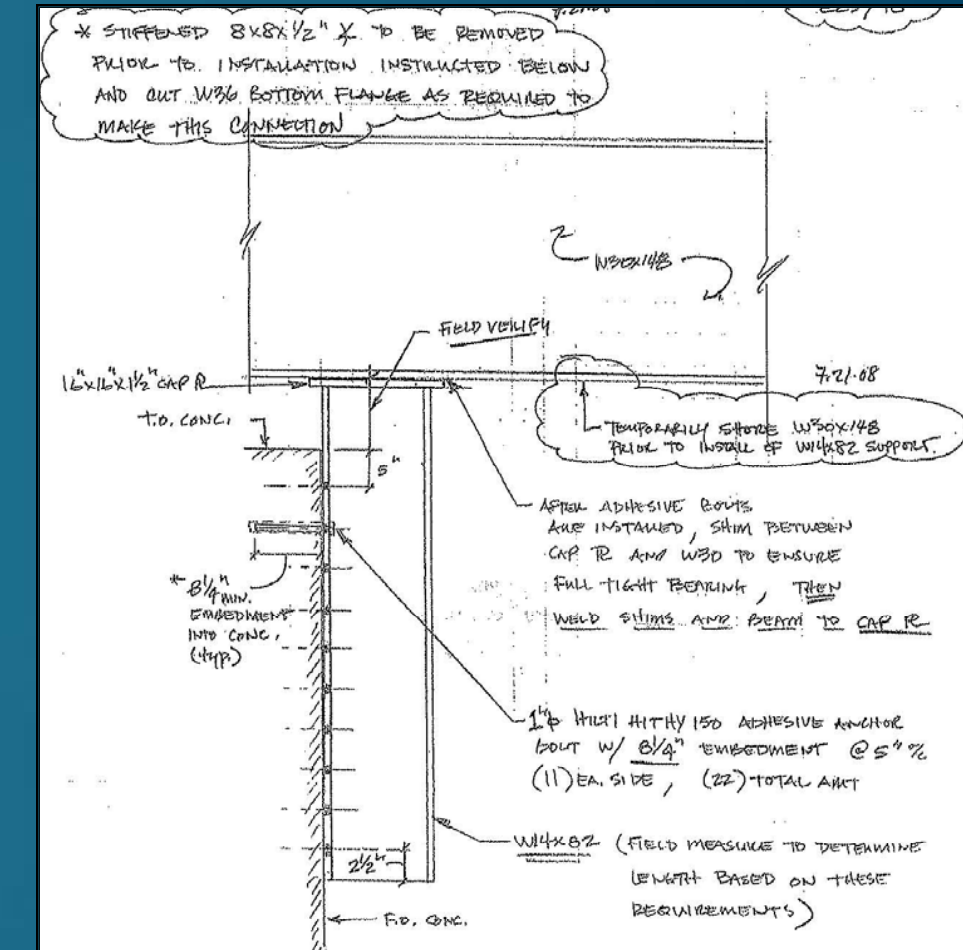 * STIFFENED 8x8x1/2" L TO BE REMOVED
PRIOR TO INSTALLATION INSTRUCTED BELOW
AND CUT W36 BOTTOM FLANGE AS REQUIRED TO
MAKE THIS CONNECTION
W30x148
FIELD VERIFY
16"x16"x1 1/2" CAP PL
7.21.08
T.O. CONC.
TEMPORARILY SHORE W30x148
PRIOR TO INSTALL OF W14x82 SUPPORT.
5"
AFTER ADHESIVE BOLTS
ARE INSTALLED, SHIM BETWEEN
CAP PL AND W30 TO ENSURE
FULL TIGHT BEARING, THEN
WELD SHIMS AND BEAM TO CAP PL
* 8 1/4" MIN.
EMBEDMENT
INTO CONC.
(TYP.)
1"φ HILTI HIT HY 150 ADHESIVE ANCHOR
BOLT W/ 8 1/4" EMBEDMENT @ 5" %
(11) EA. SIDE, (22) TOTAL AMT
W14x82 (FIELD MEASURE TO DETERMINE
LENGTH BASED ON THESE
REQUIREMENTS)
2 1/2"
F.O. CONC.